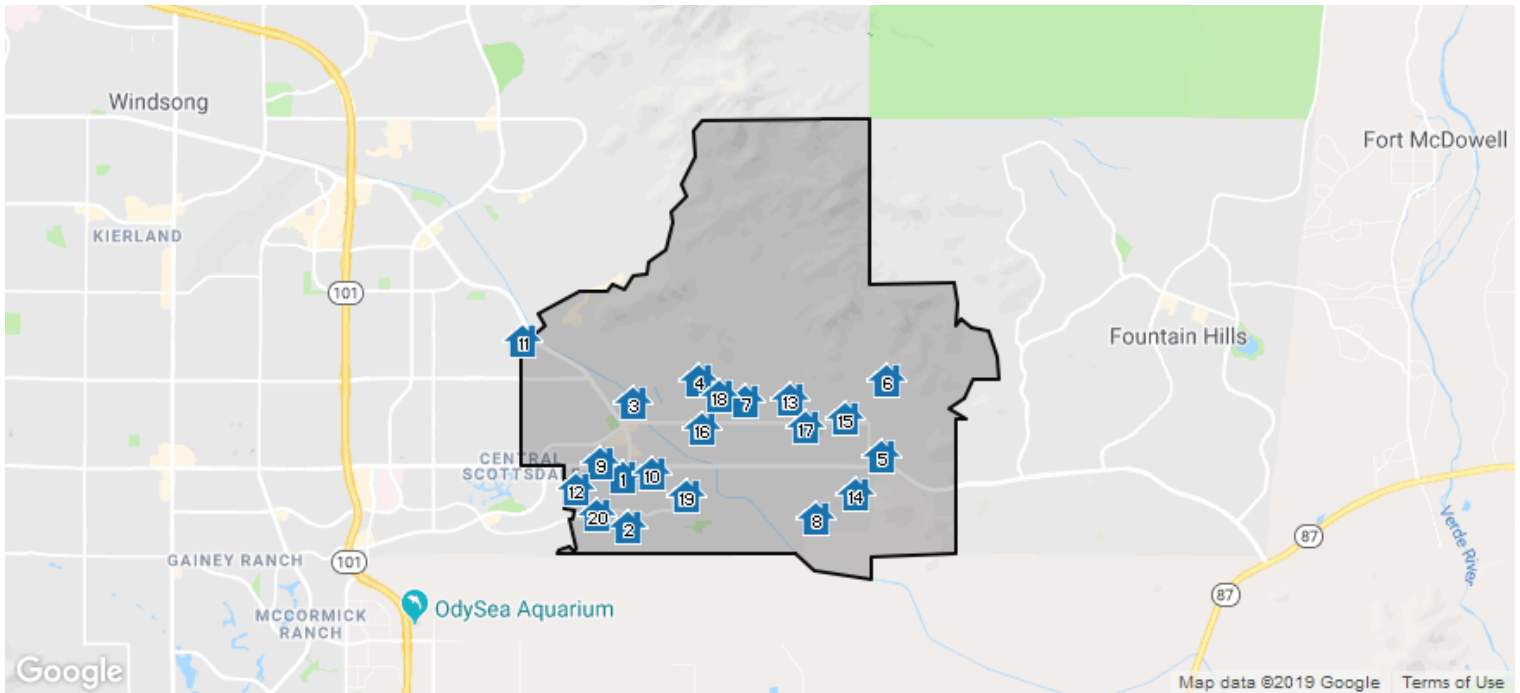 Windsong
Fort McDowell
KIERLAND
101
Fountain Hills
11
4
6
18
7
13
3
15
16
17
CENTRAL
SCOTTSDA
5
9
10
1
12
14
19
20
8
2
87
Verde River
GAINEY RANCH
101
87
MCCORMICK
RANCH
OdySea Aquarium
Google
Map data ©2019 Google
Terms of Use